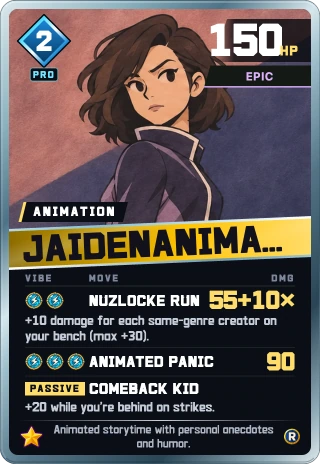 2
PRO
150HP
EPIC
ANIMATION
JAIDENANIMA...
VIBE MOVE DMG
NUZLOCKE RUN 55+10×
+10 damage for each same-genre creator on
your bench (max +30).
ANIMATED PANIC 90
PASSIVE COMEBACK KID
+20 while you're behind on strikes.
Animated storytime with personal anecdotes
and humor.
R